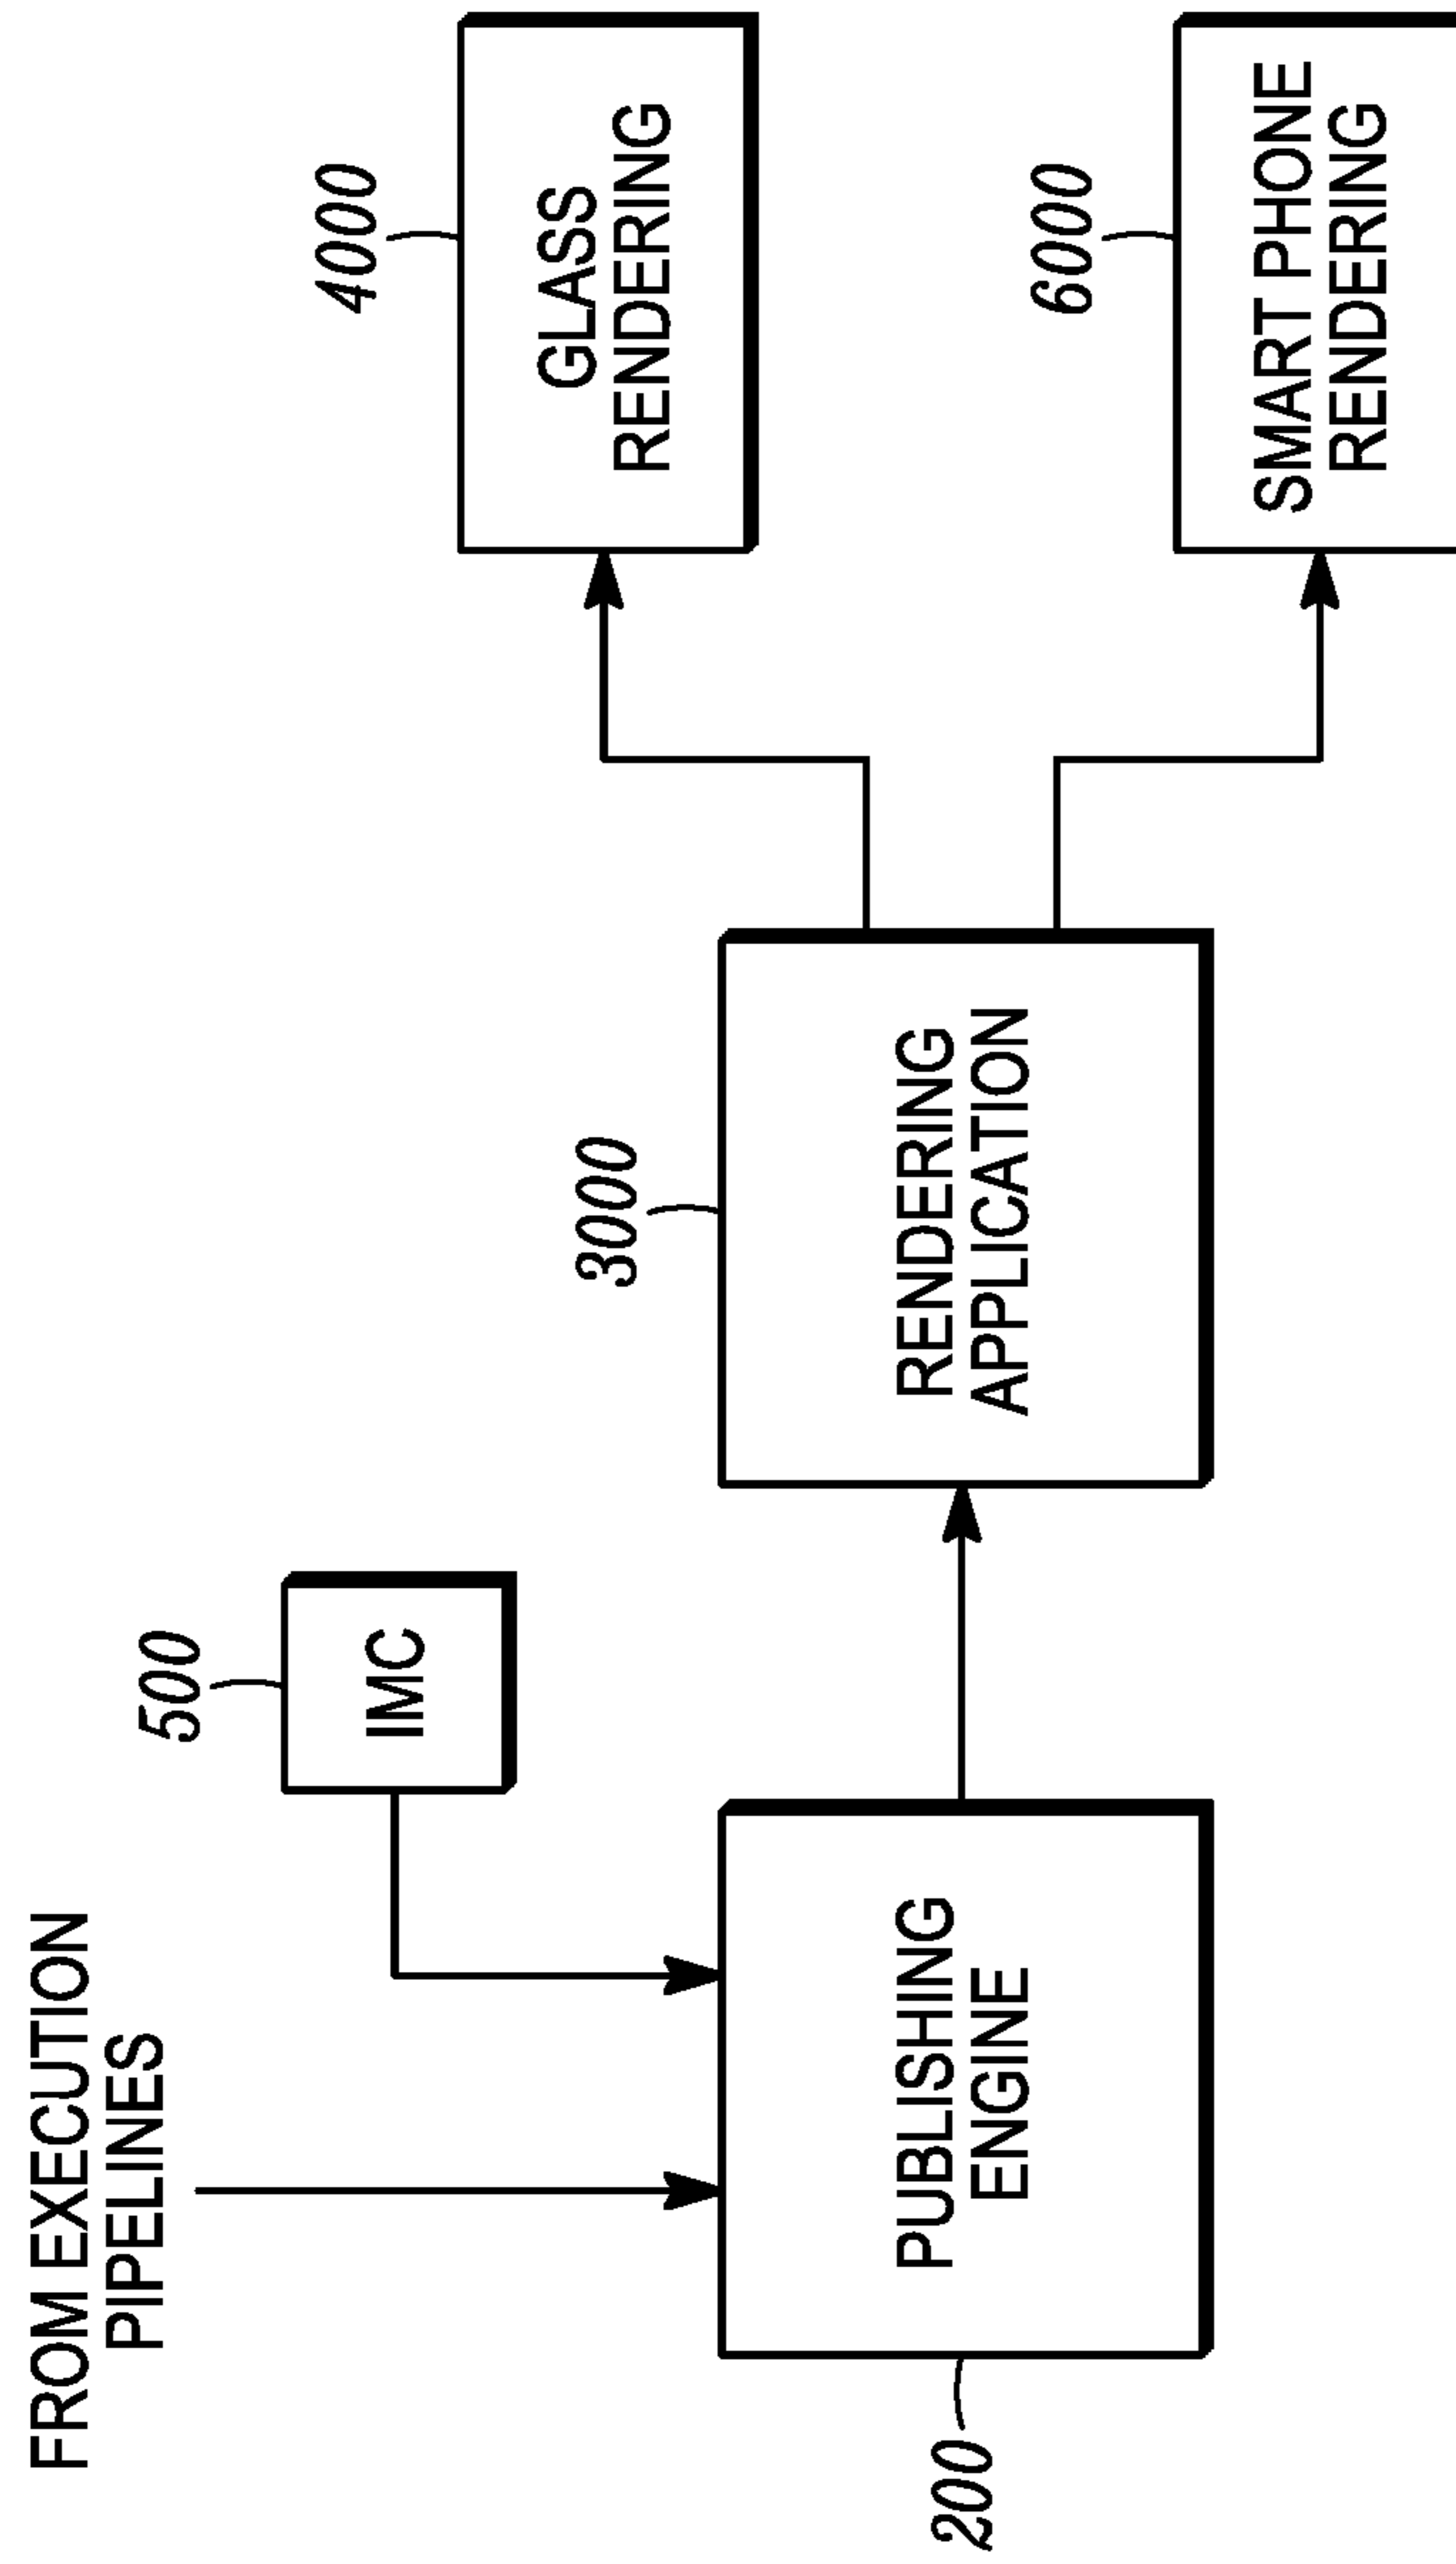 FROM EXECUTION
PIPELINES
500
IMC
200
PUBLISHING
ENGINE
3000
RENDERING
APPLICATION
4000
GLASS
RENDERING
6000
SMART PHONE
RENDERING